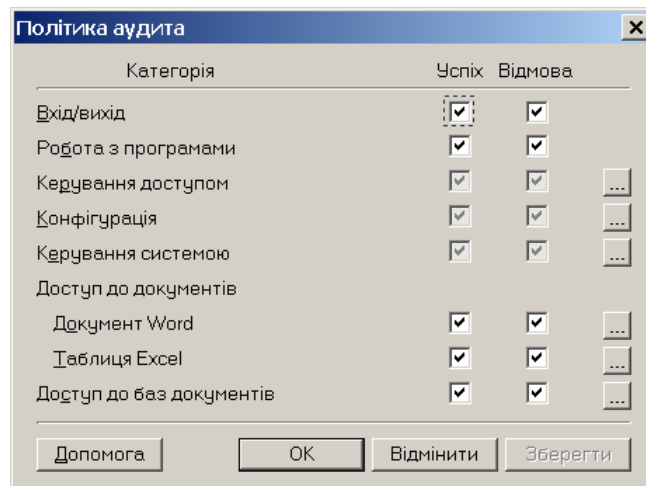 Політика аудита
Категорія Успіх Відмова
Вхід/вихід
Робота з програмами
Керування доступом ...
Конфігурація ...
Керування системою ...
Доступ до документів
Документ Word ...
Таблиця Excel ...
Доступ до баз документів ...
Допомога OK Відмінити Зберегти